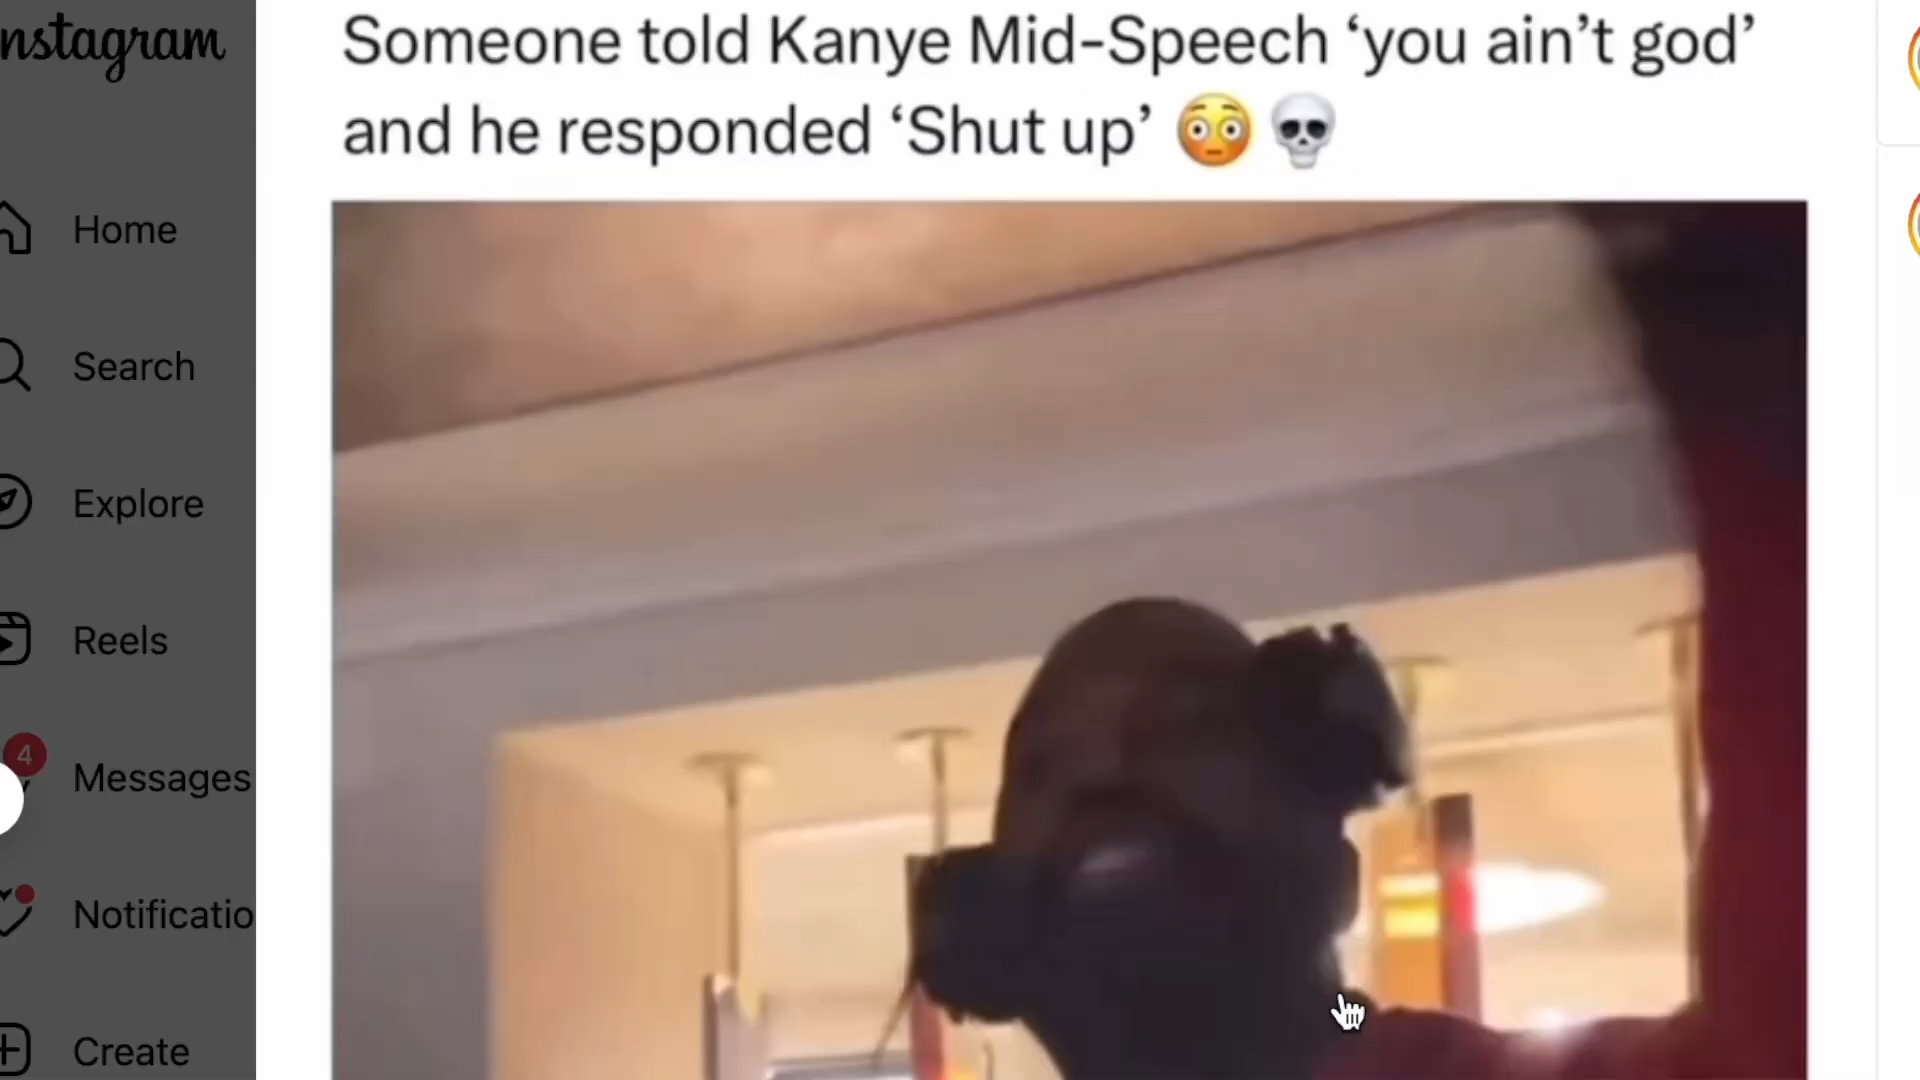 Instagram
Someone told Kanye Mid-Speech ‘you ain’t god’
and he responded ‘Shut up’ 😳💀
Home
Search
Explore
Reels
4
Messages
Notificatio
Create